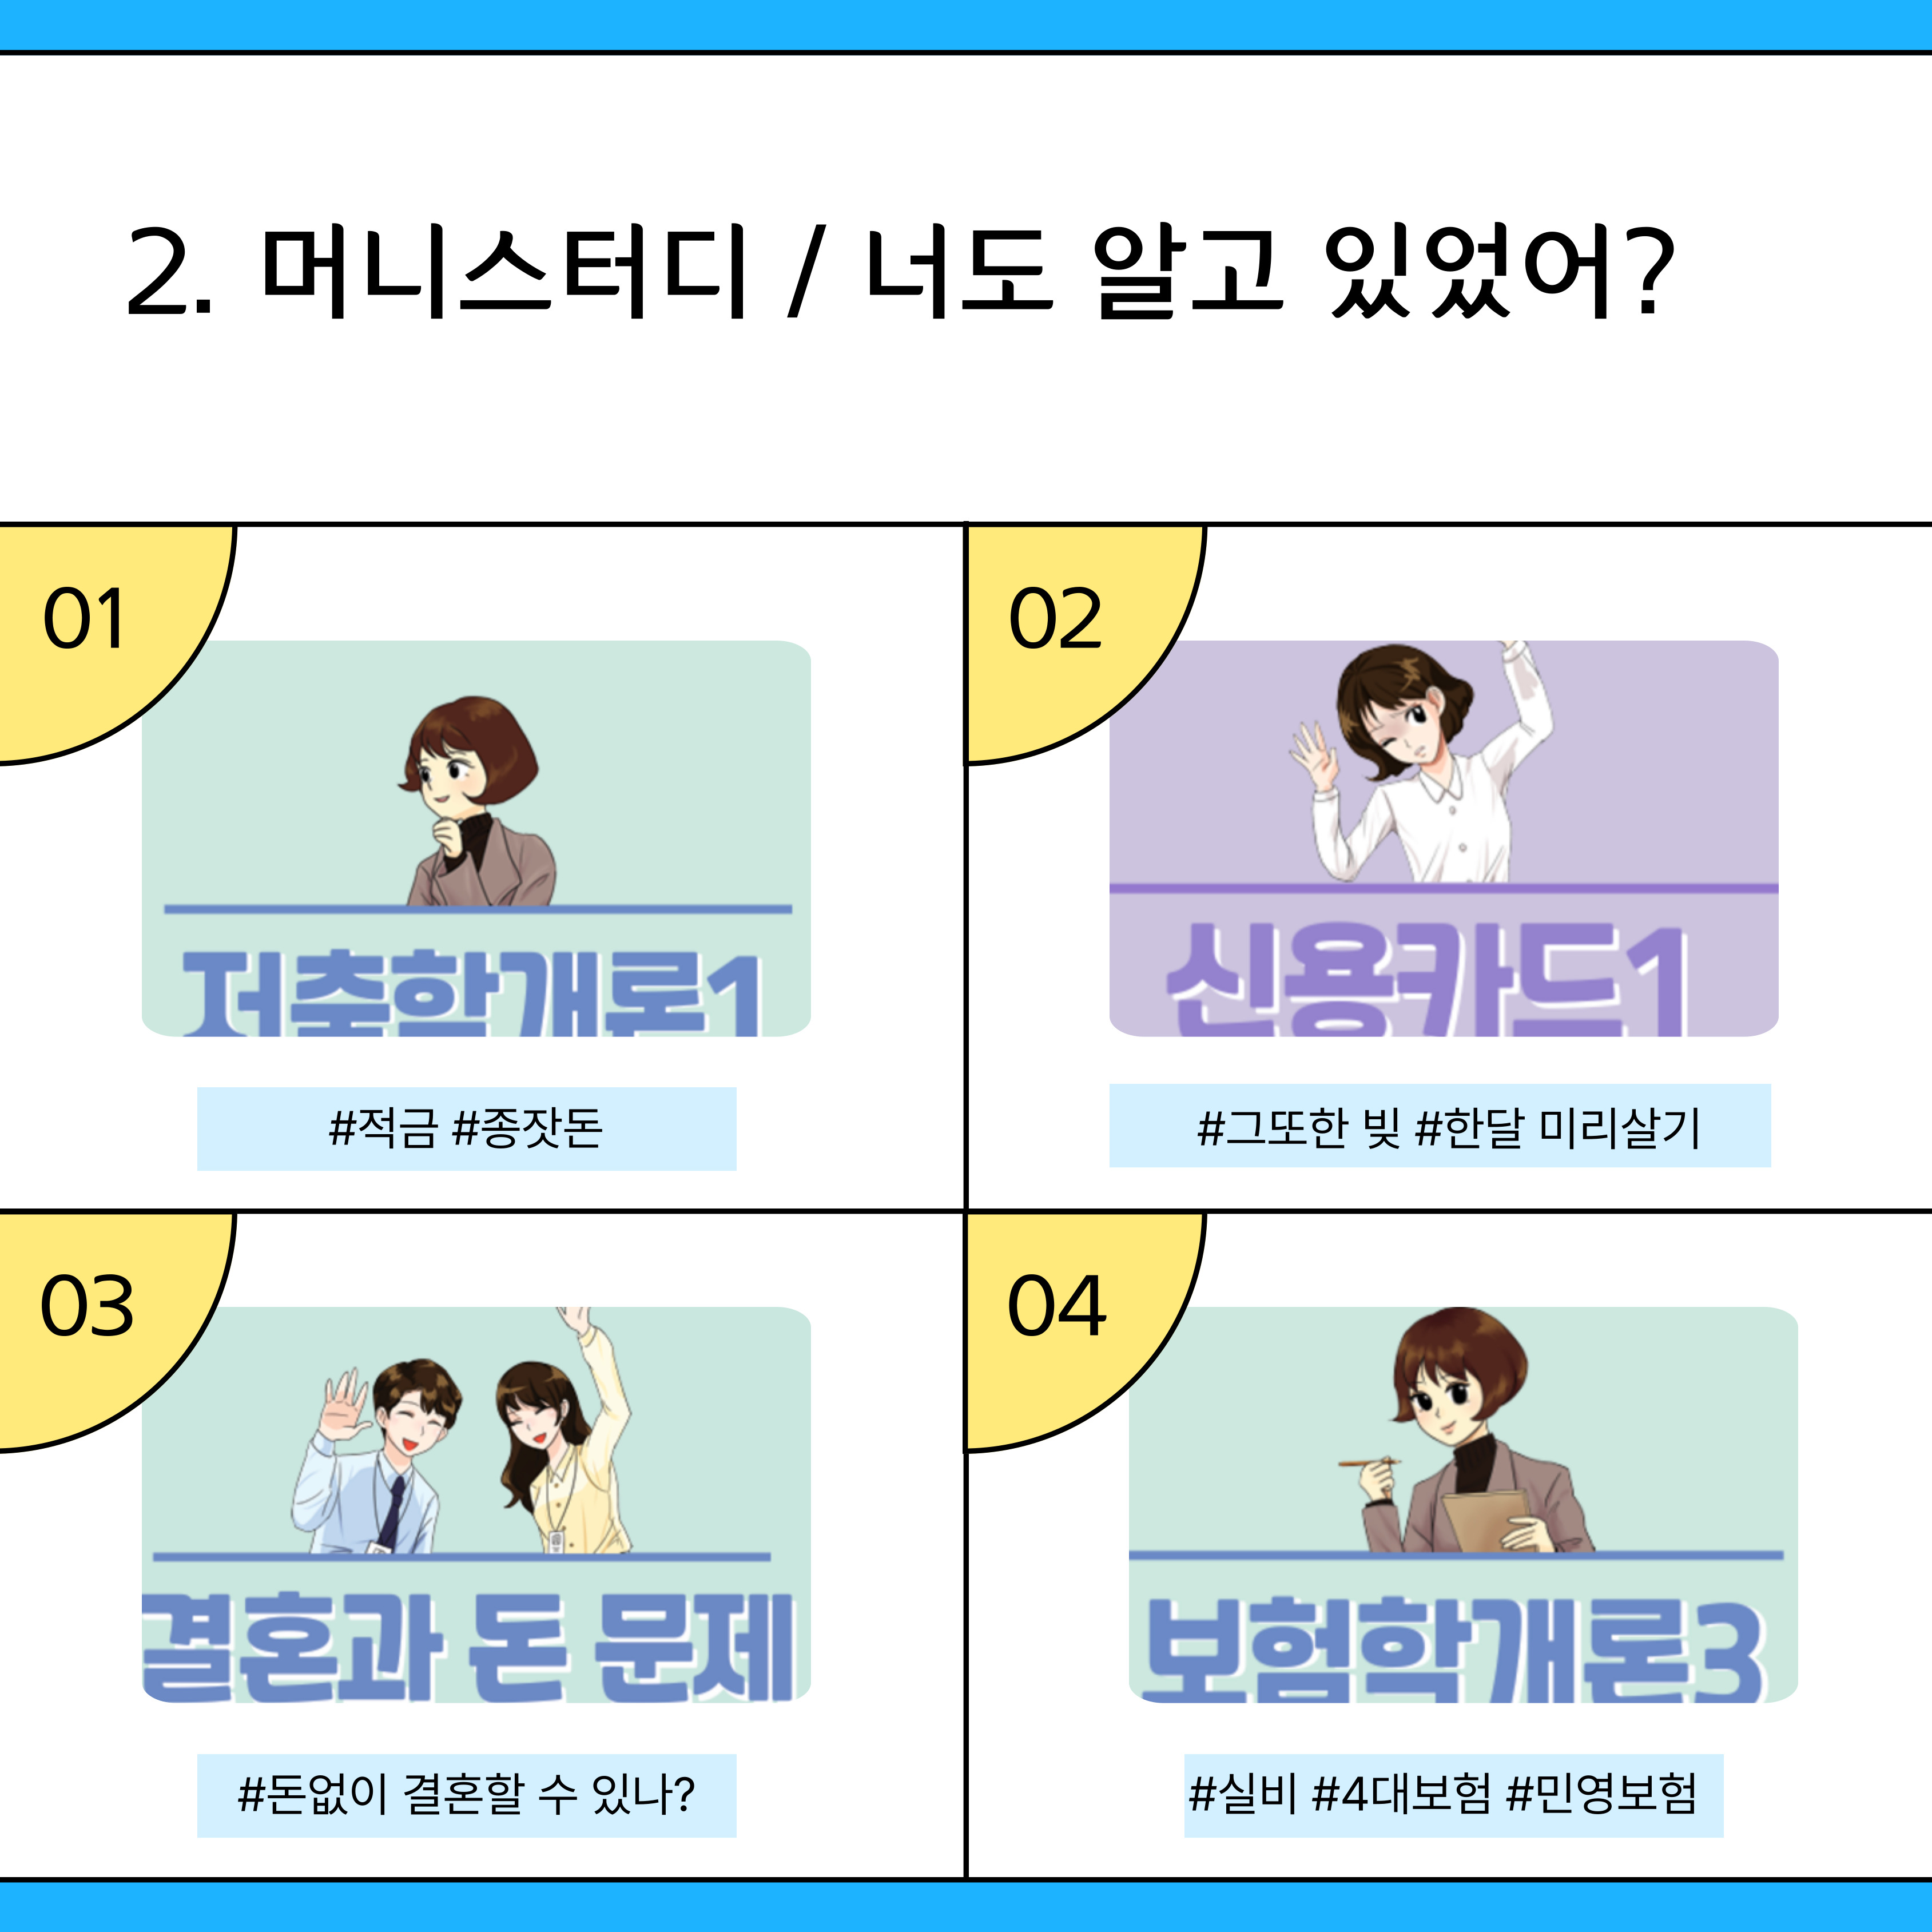 2. 머니스터디 / 너도 알고 있었어?
01
저축학개론1
#적금 #종잣돈
02
신용카드1
#그또한 빚 #한달 미리살기
03
결혼과 돈 문제
#돈없이 결혼할 수 있나?
04
보험학개론3
#실비 #4대보험 #민영보험